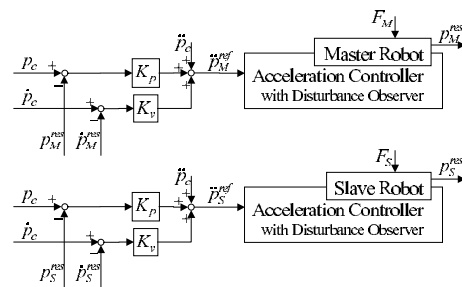 F_M
p̈_c
p_M^res
Master Robot
p_c + K_p + + p̈_M^ref
Acceleration Controller
with Disturbance Observer
−
ṗ_c + K_v +
−
p_M^res ṗ_M^res
F_S
p̈_c
p_S^res
Slave Robot
p_c + K_p + + p̈_S^ref
Acceleration Controller
with Disturbance Observer
−
ṗ_c + K_v +
−
p_S^res ṗ_S^res